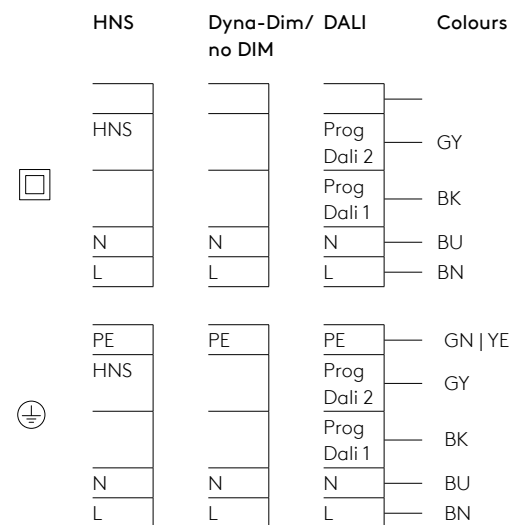 HNS Dyna-Dim/ DALI Colours
no DIM
HNS Prog
Dali 2 GY
Prog
Dali 1 BK
N N N BU
L L L BN
PE PE PE GN | YE
HNS Prog
Dali 2 GY
Prog
Dali 1 BK
N N N BU
L L L BN